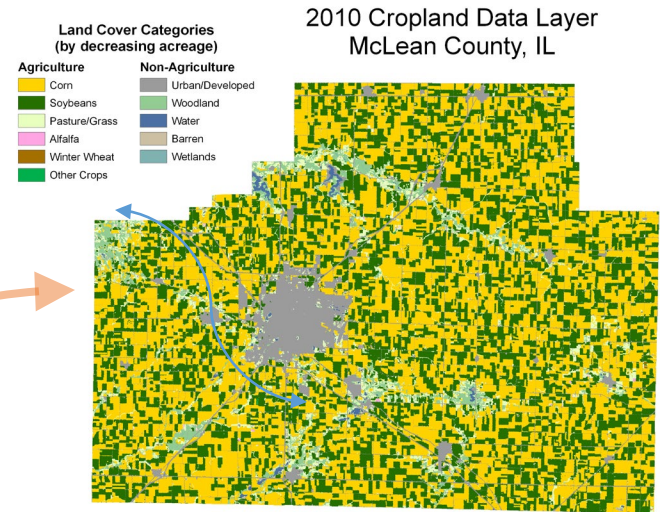 2010 Cropland Data Layer
McLean County, IL
Land Cover Categories
(by decreasing acreage)
Agriculture
Corn
Soybeans
Pasture/Grass
Alfalfa
Winter Wheat
Other Crops
Non-Agriculture
Urban/Developed
Woodland
Water
Barren
Wetlands